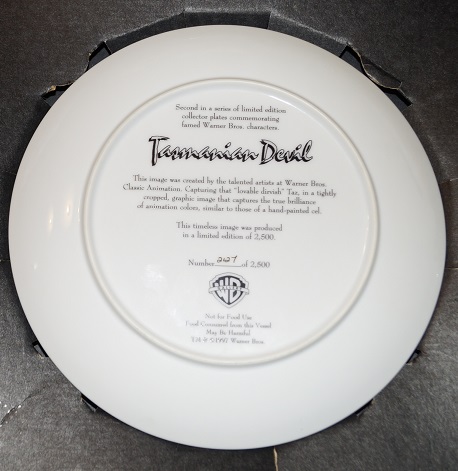 Second in a series of limited edition
collector plates commemorating
famed Warner Bros. characters.
Tasmanian Devil
This image was created by the talented artists at Warner Bros.
Classic Animation. Capturing that "lovable dirvish" Taz, in a tightly
cropped, graphic image that captures the true brilliance
of animation colors, similar to those of a hand-painted cel.
This timeless image was produced
in a limited edition of 2,500.
Number 2127 of 2,500
WB
Not for Food Use
Food Consumed from this Vessel
May Be Harmful
Warner Bros.